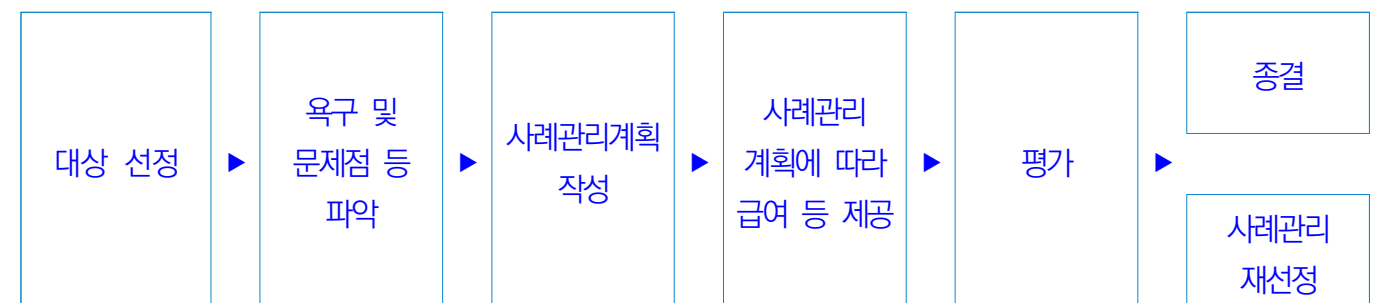 대상 선정
▶
욕구 및
문제점 등
파악
▶
사례관리계획
작성
▶
사례관리
계획에 따라
급여 등 제공
▶
평가
▶
종결
사례관리
재선정